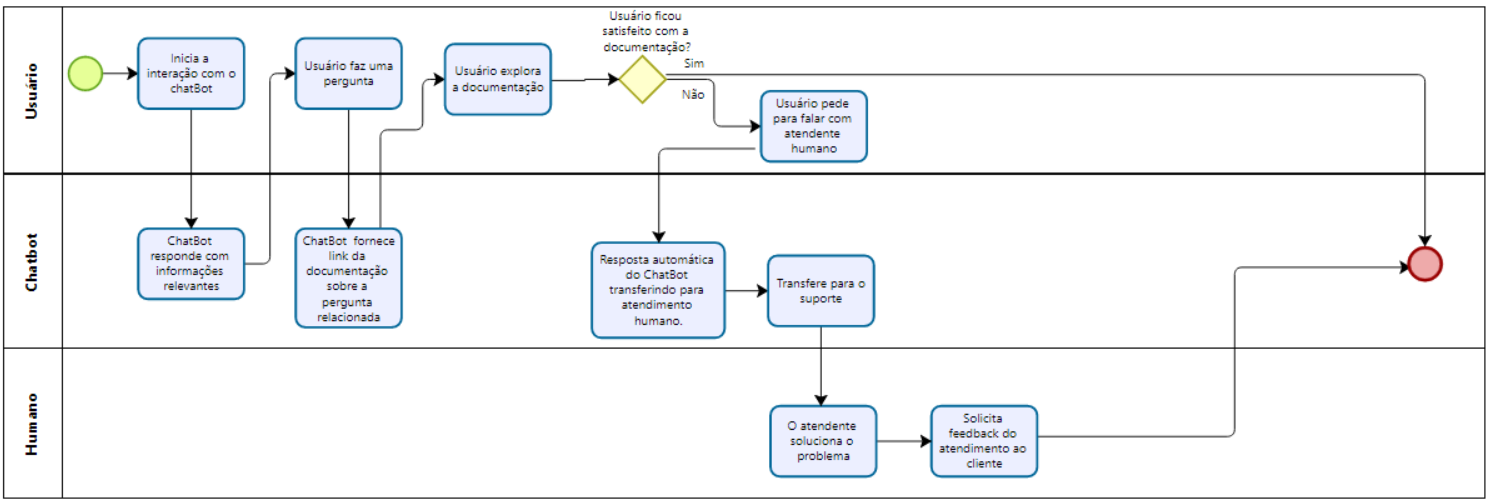 Usuário
Inicia a
interação com o
chatBot
Usuário faz uma
pergunta
Usuário explora
a documentação
Usuário ficou
satisfeito com a
documentação?
Sim
Não
Usuário pede
para falar com
atendente
humano
Chatbot
ChatBot
responde com
informações
relevantes
ChatBot fornece
link da
documentação
sobre a
pergunta
relacionada
Resposta automática
do ChatBot
transferindo para
atendimento
humano.
Transfere para o
suporte
Humano
O atendente
soluciona o
problema
Solicita
feedback do
atendimento ao
cliente